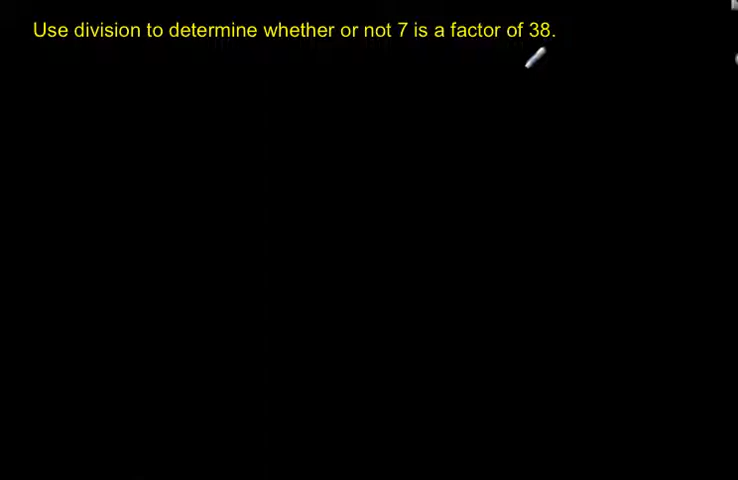 Use division to determine whether or not 7 is a factor of 38.